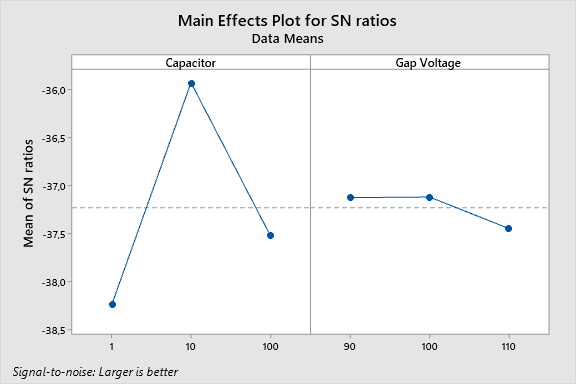 Main Effects Plot for SN ratios
Data Means
Capacitor Gap Voltage
Mean of SN ratios
-36,0
-36,5
-37,0
-37,5
-38,0
-38,5
1 10 100 90 100 110
Signal-to-noise: Larger is better